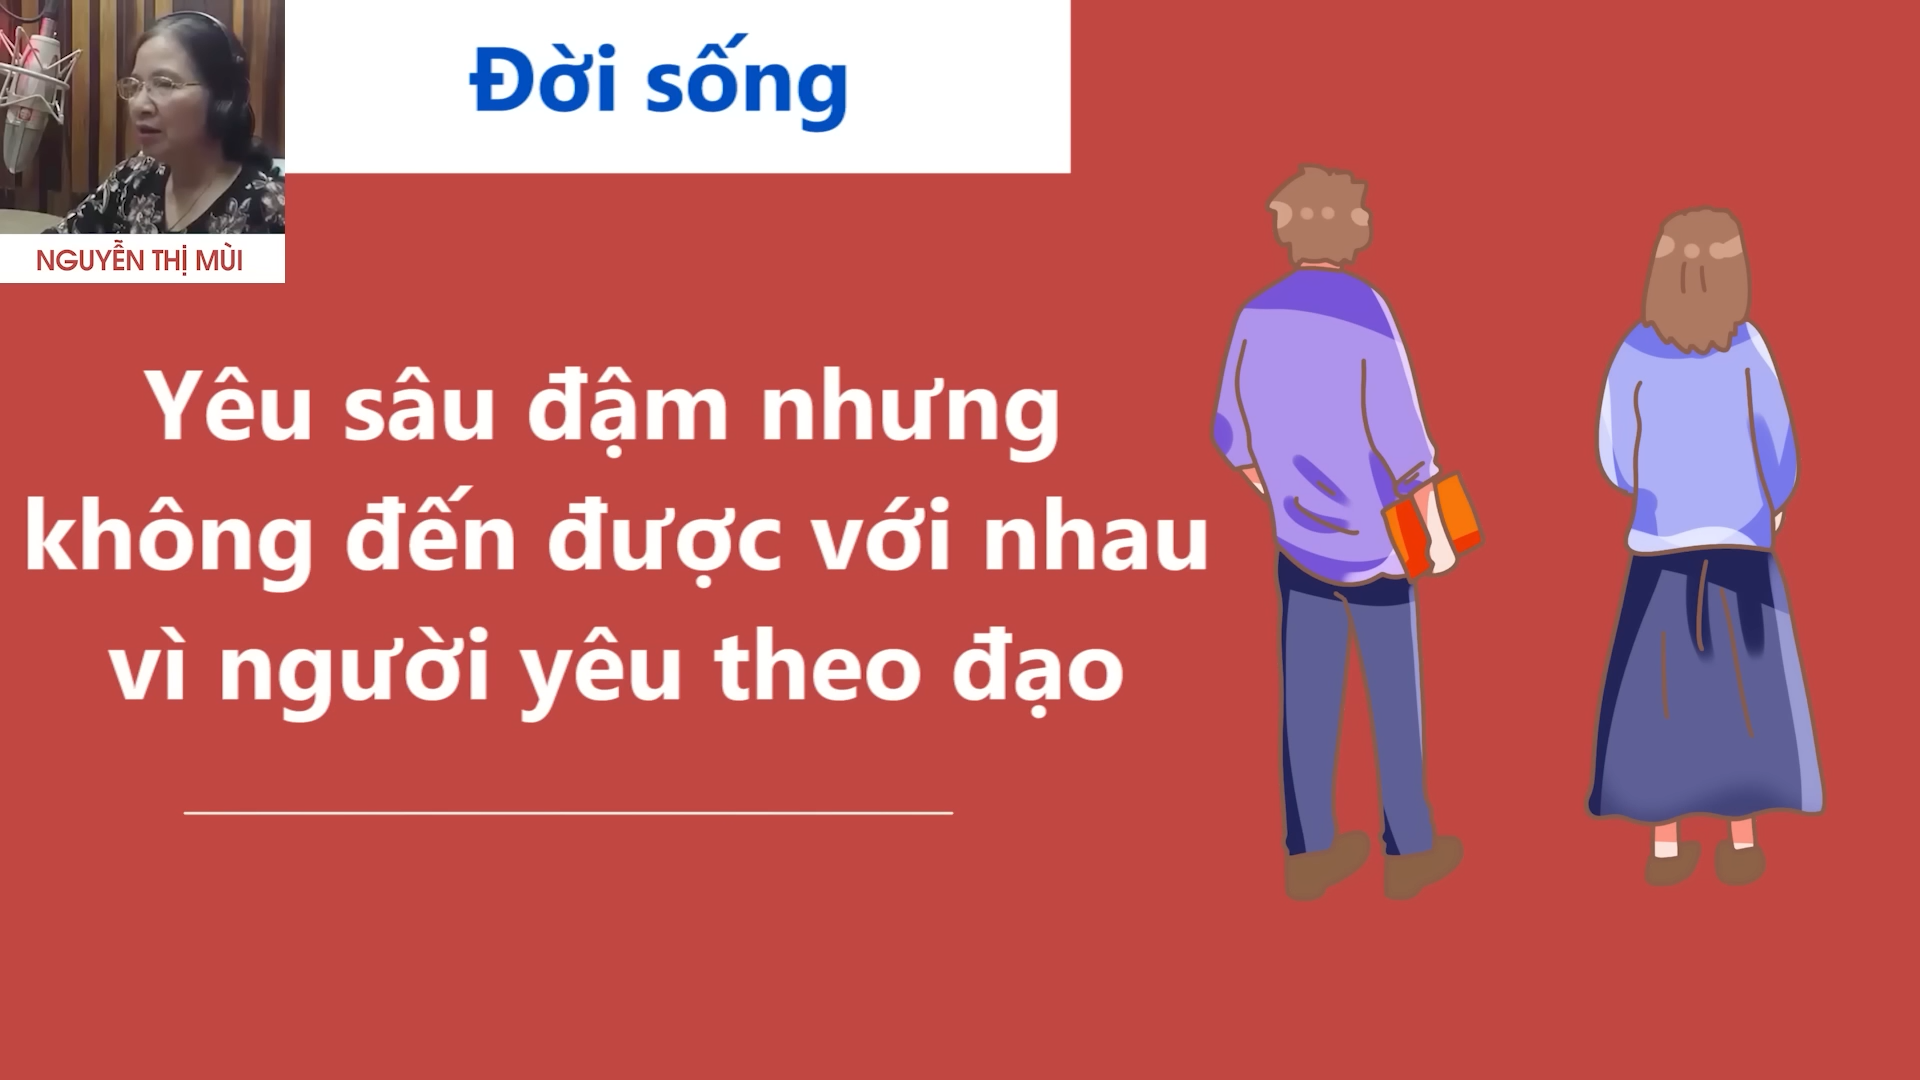 Đời sống
NGUYỄN THỊ MÙI
Yêu sâu đậm nhưng
không đến được với nhau
vì người yêu theo đạo